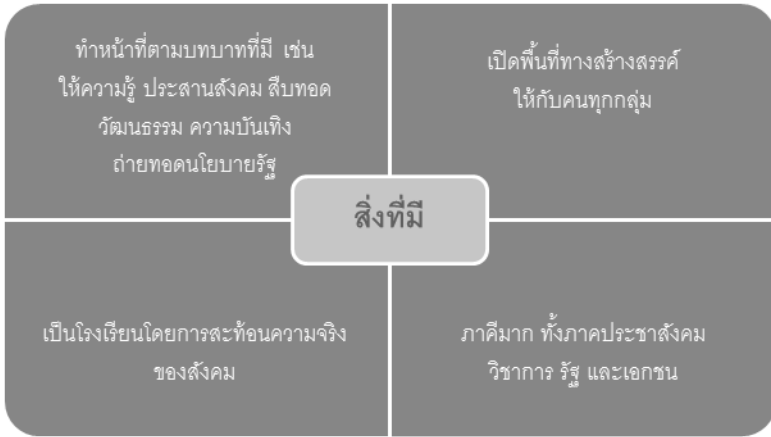 ทำหน้าที่ตามบทบาทที่มี เช่น
ให้ความรู้ ประสานสังคม สืบทอด
วัฒนธรรม ความบันเทิง
ถ่ายทอดนโยบายรัฐ
เปิดพื้นที่ทางสร้างสรรค์
ให้กับคนทุกกลุ่ม
สิ่งที่มี
เป็นโรงเรียนโดยการสะท้อนความจริง
ของสังคม
ภาคีมาก ทั้งภาคประชาสังคม
วิชาการ รัฐ และเอกชน